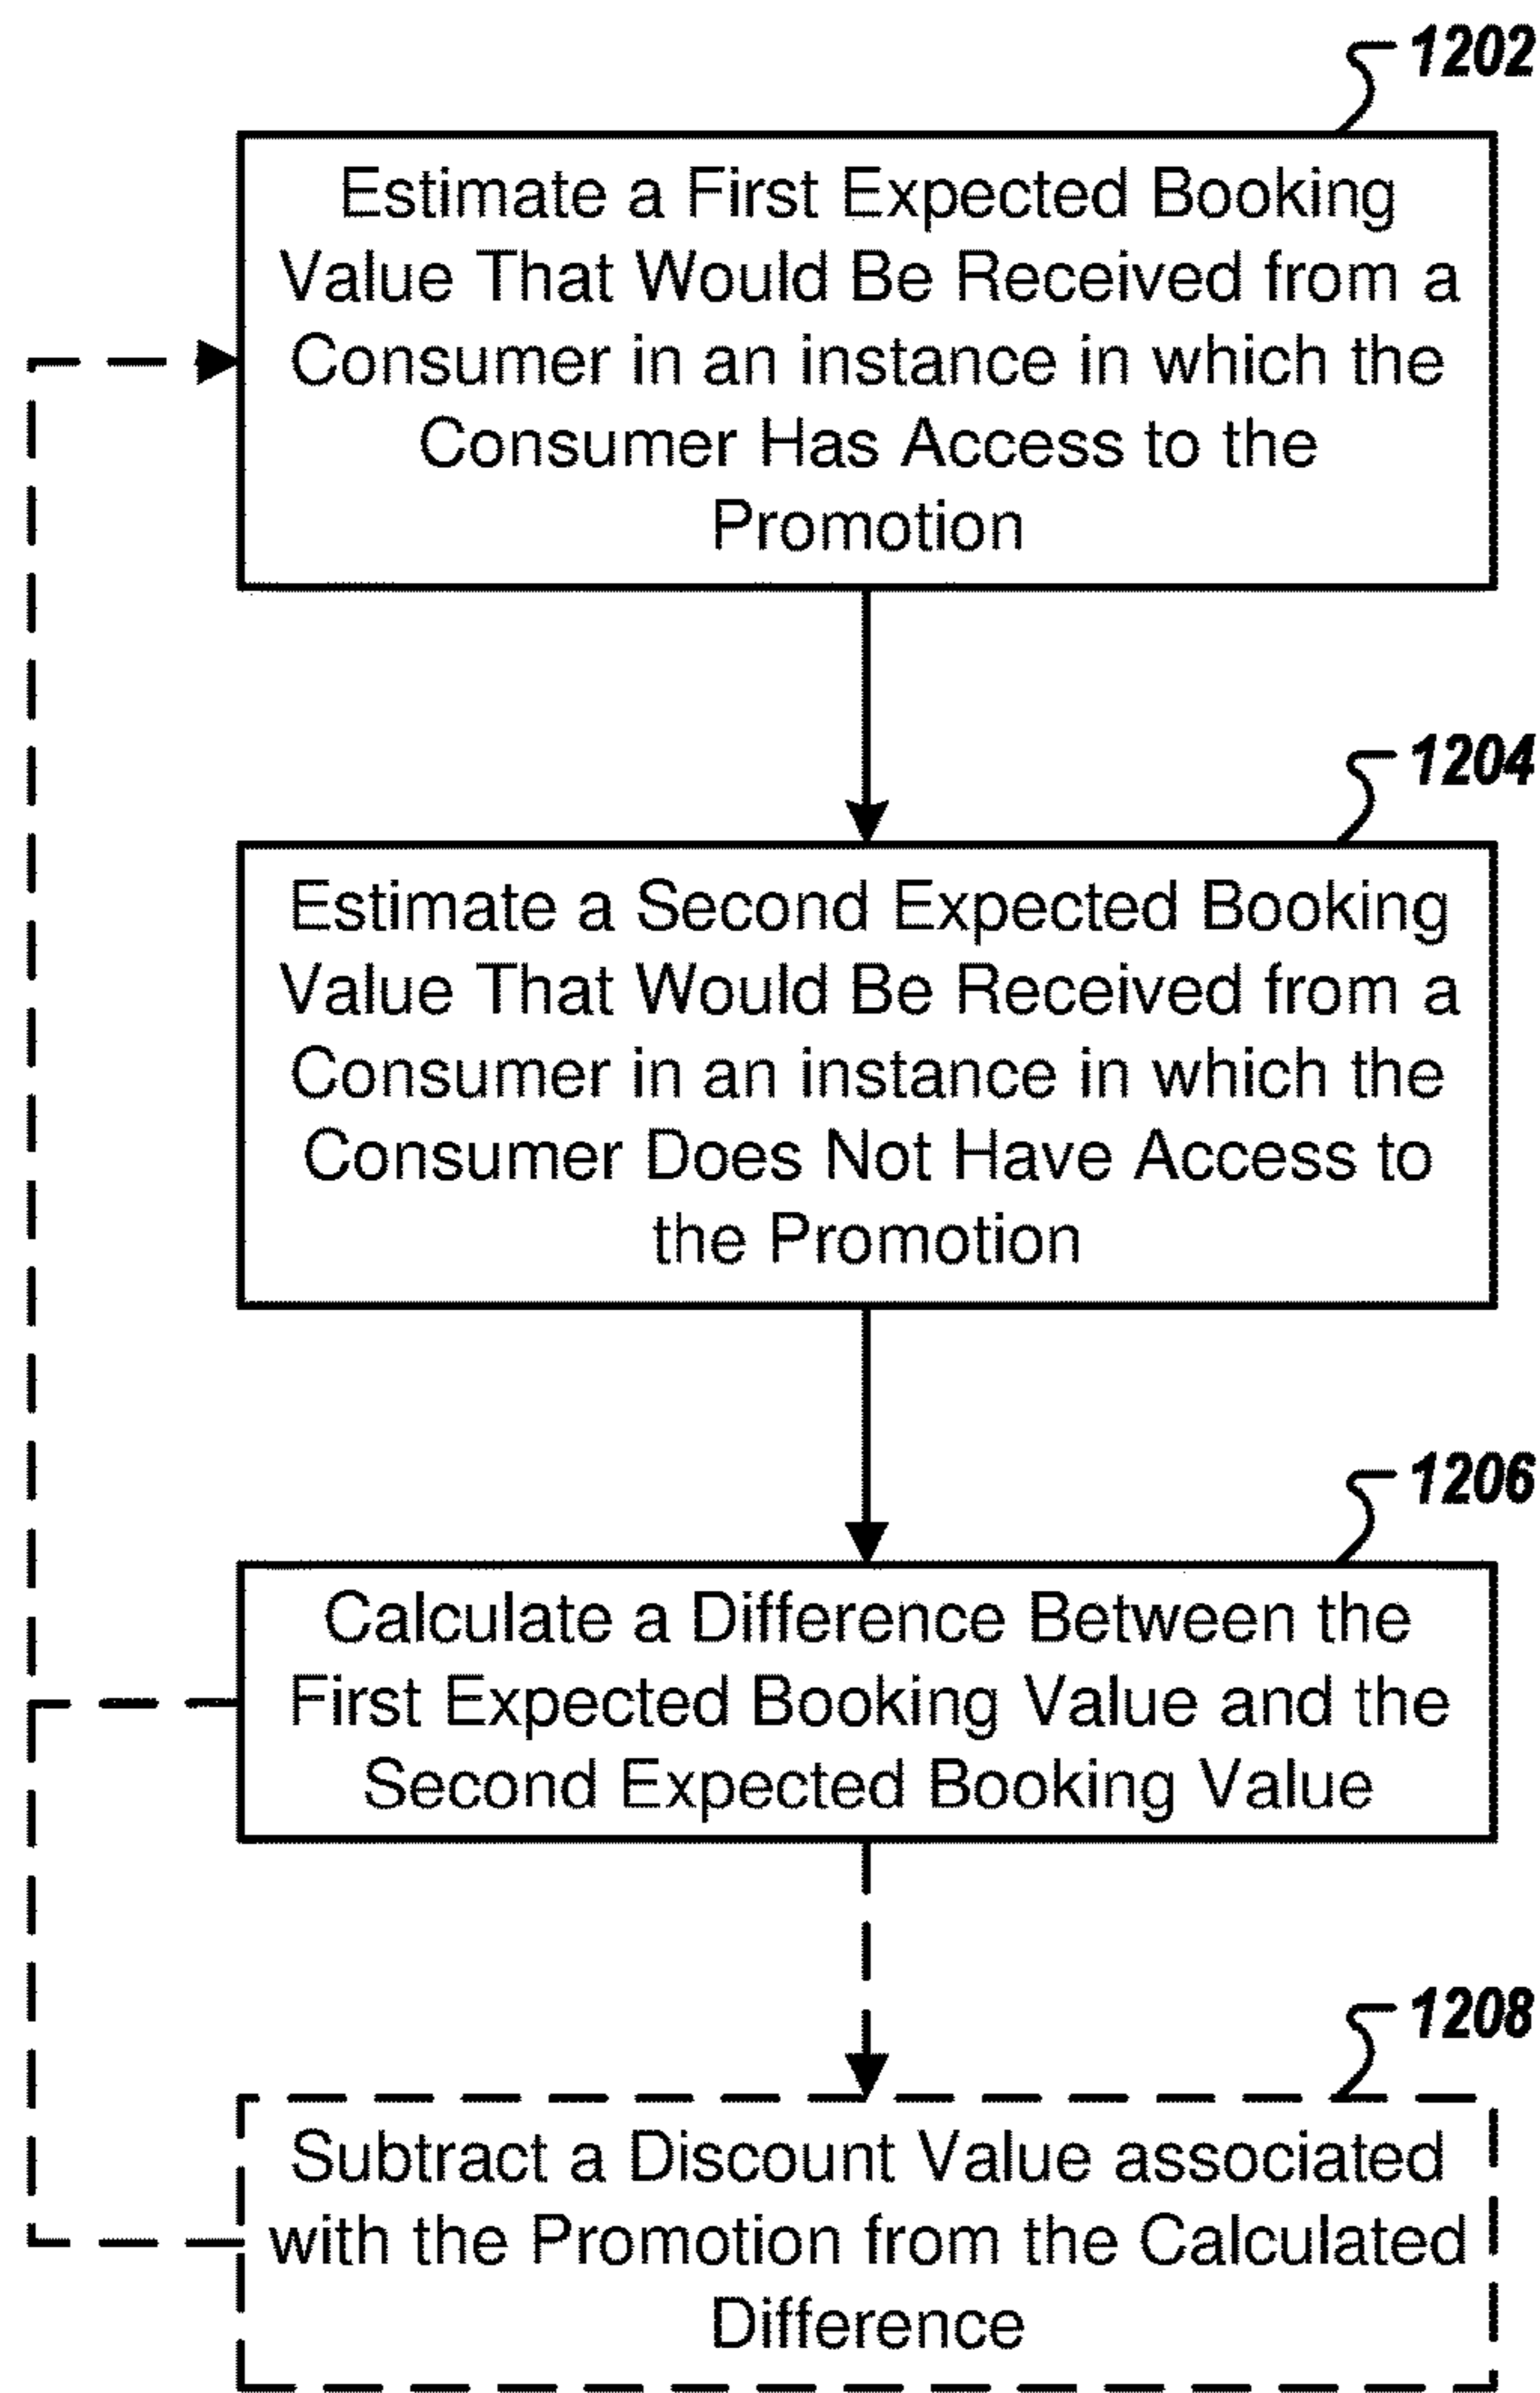 1202
Estimate a First Expected Booking
Value That Would Be Received from a
Consumer in an instance in which the
Consumer Has Access to the
Promotion
1204
Estimate a Second Expected Booking
Value That Would Be Received from a
Consumer in an instance in which the
Consumer Does Not Have Access to
the Promotion
1206
Calculate a Difference Between the
First Expected Booking Value and the
Second Expected Booking Value
1208
Subtract a Discount Value associated
with the Promotion from the Calculated
Difference